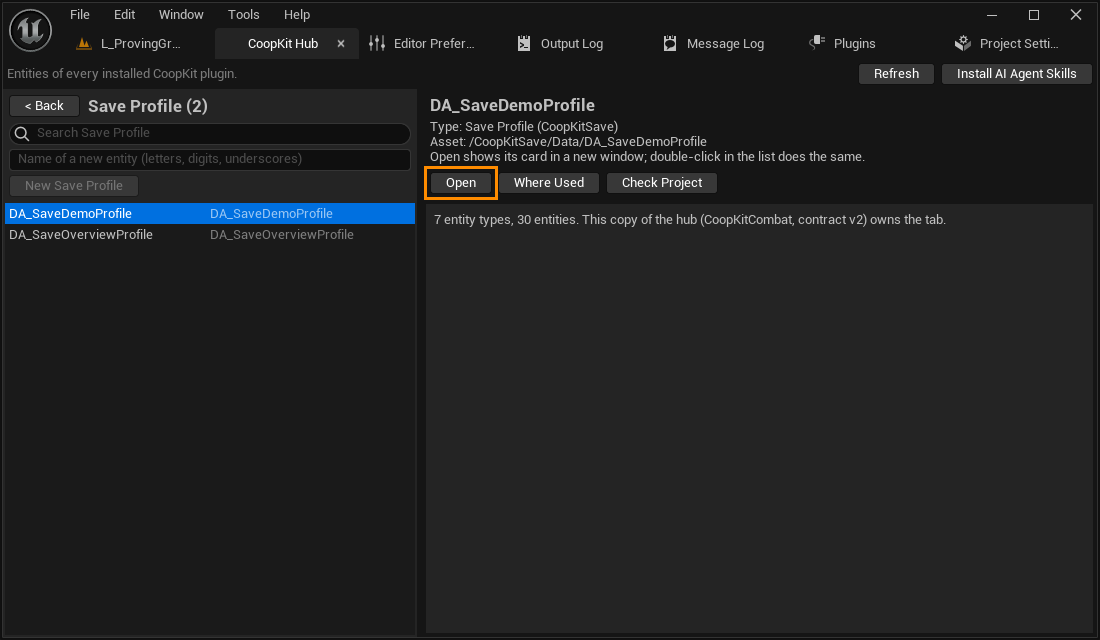 File Edit Window Tools Help
L_ProvingGr... CoopKit Hub Editor Prefer... Output Log Message Log Plugins Project Setti...
Entities of every installed CoopKit plugin.
Refresh Install AI Agent Skills
< Back Save Profile (2)
Search Save Profile
Name of a new entity (letters, digits, underscores)
New Save Profile
DA_SaveDemoProfile DA_SaveDemoProfile
DA_SaveOverviewProfile DA_SaveOverviewProfile
DA_SaveDemoProfile
Type: Save Profile (CoopKitSave)
Asset: /CoopKitSave/Data/DA_SaveDemoProfile
Open shows its card in a new window; double-click in the list does the same.
Open Where Used Check Project
7 entity types, 30 entities. This copy of the hub (CoopKitCombat, contract v2) owns the tab.